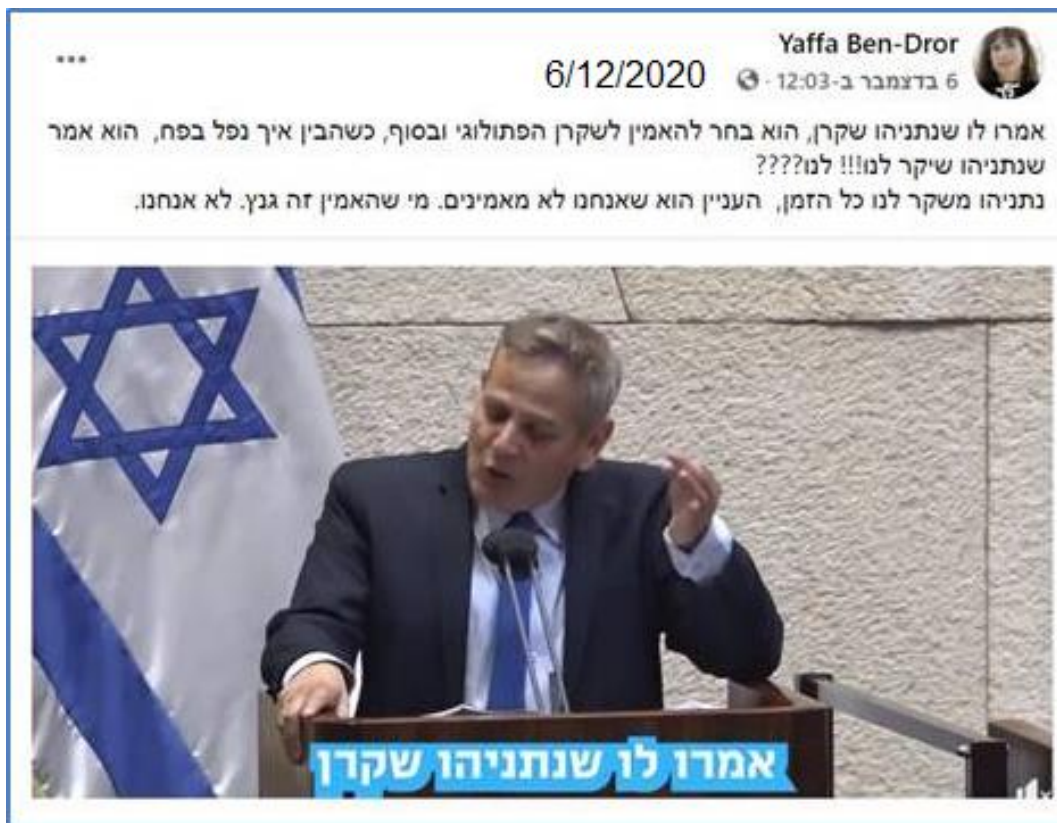 Yaffa Ben-Dror
6 בדצמבר ב-12:03 ·
6/12/2020
אמרו לו שנתניהו שקרן, הוא בחר להאמין לשקרן הפתולוגי ובסוף, כשהבין איך נפל בפח, הוא אמר
שנתניהו שיקר לנו!!! לנו????
נתניהו משקר לנו כל הזמן, העניין הוא שאנחנו לא מאמינים. מי שהאמין זה גנץ. לא אנחנו.
אמרו לו שנתניהו שקרן